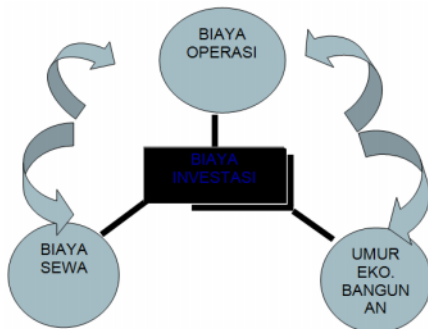 BIAYA
OPERASI
BIAYA
INVESTASI
BIAYA
SEWA
UMUR
EKO.
BANGUN
AN